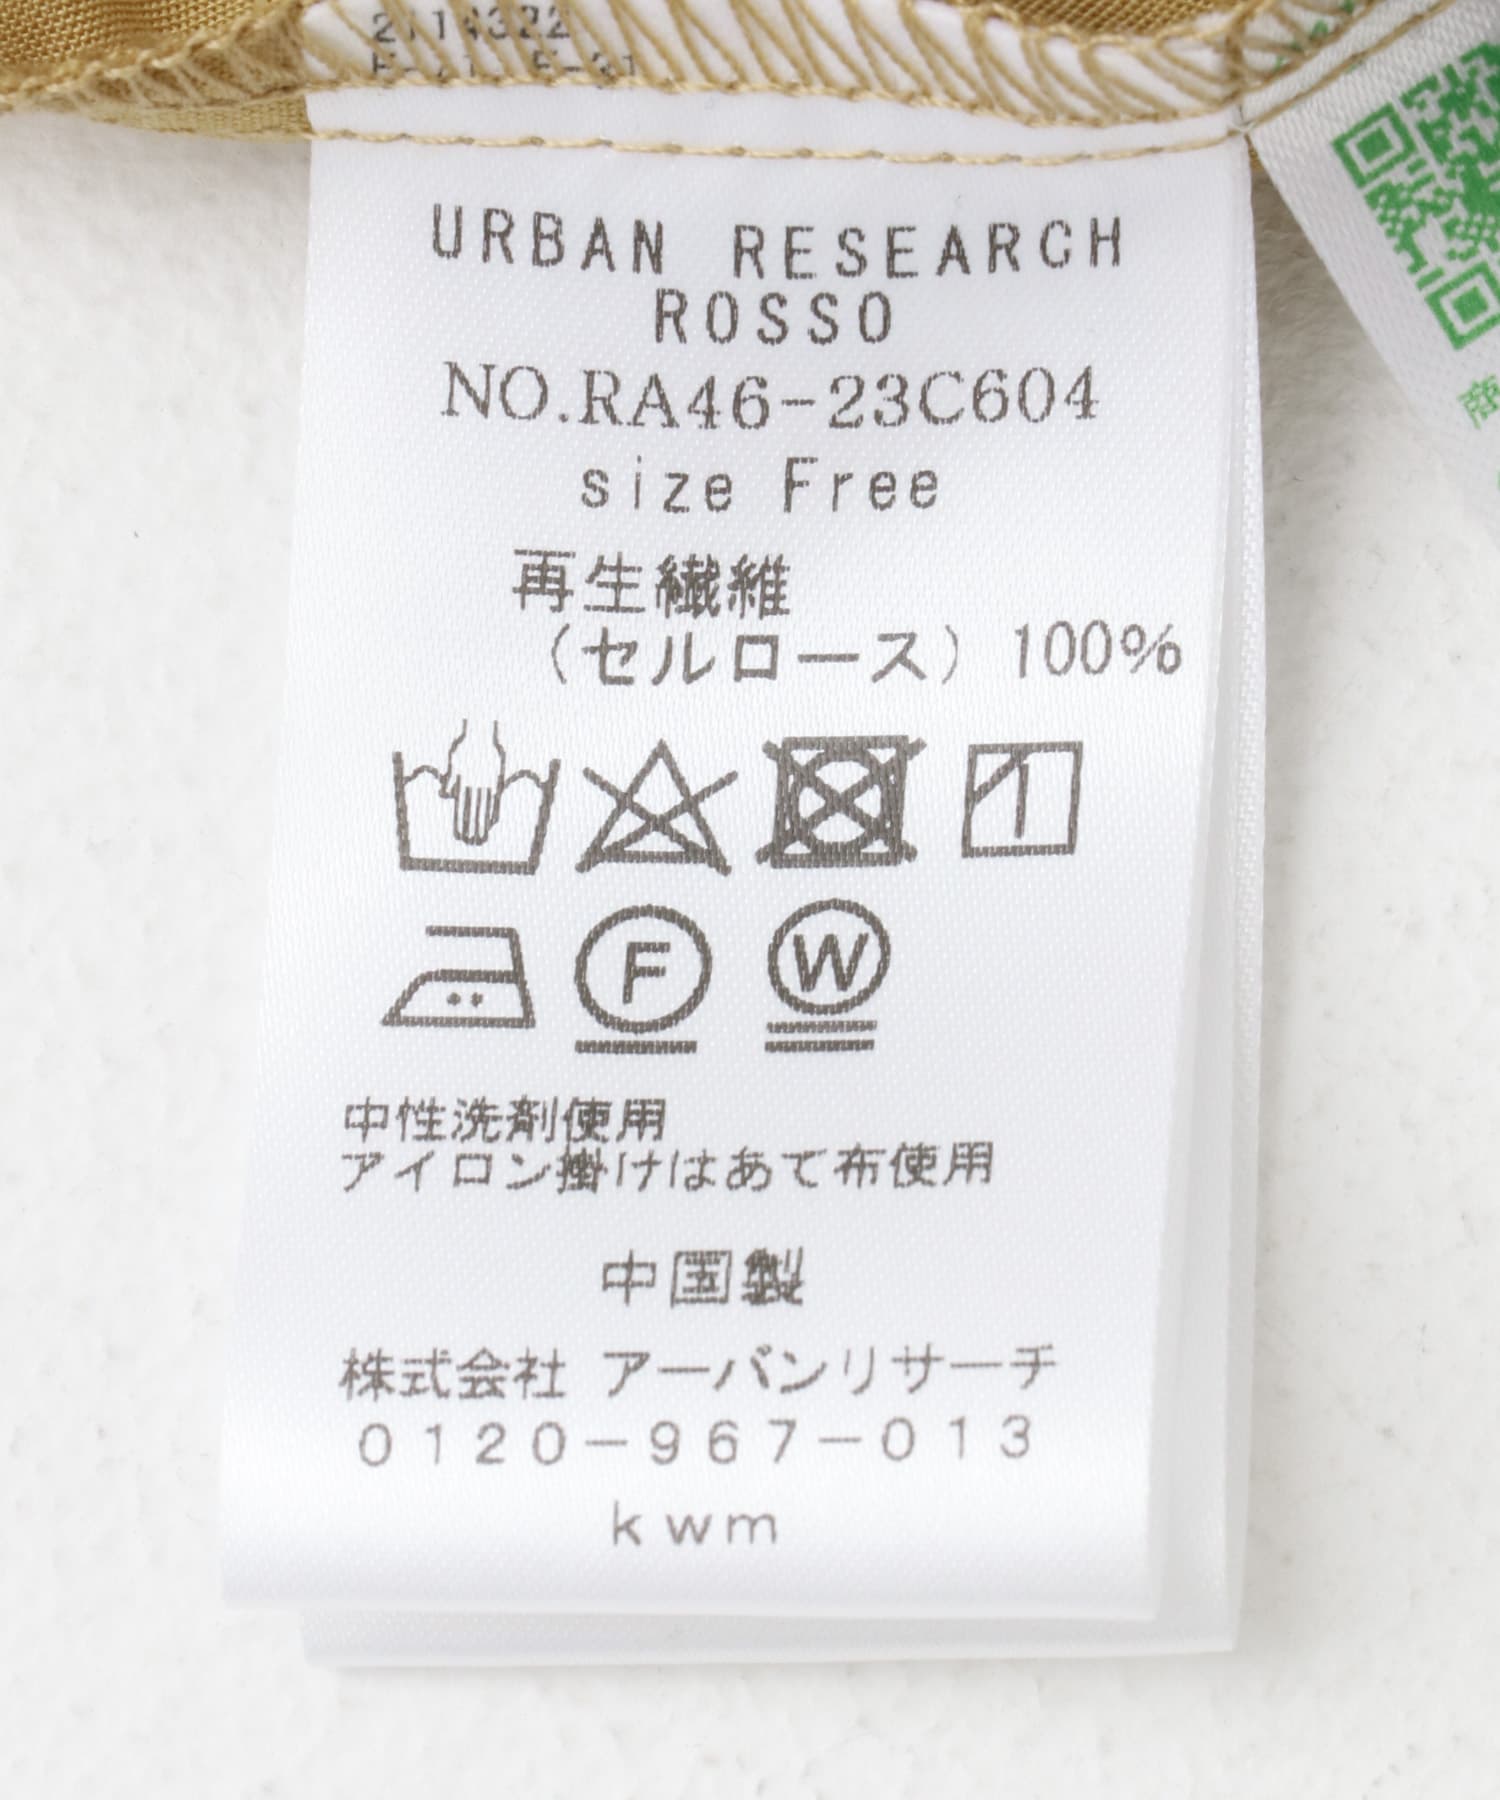 URBAN RESEARCH
ROSSO
NO.RA46-23C604
size Free
再生繊維
（セルロース）100%
F
W
中性洗剤使用
アイロン掛けはあて布使用
中国製
株式会社 アーバンリサーチ
0120-967-013
kwm
商